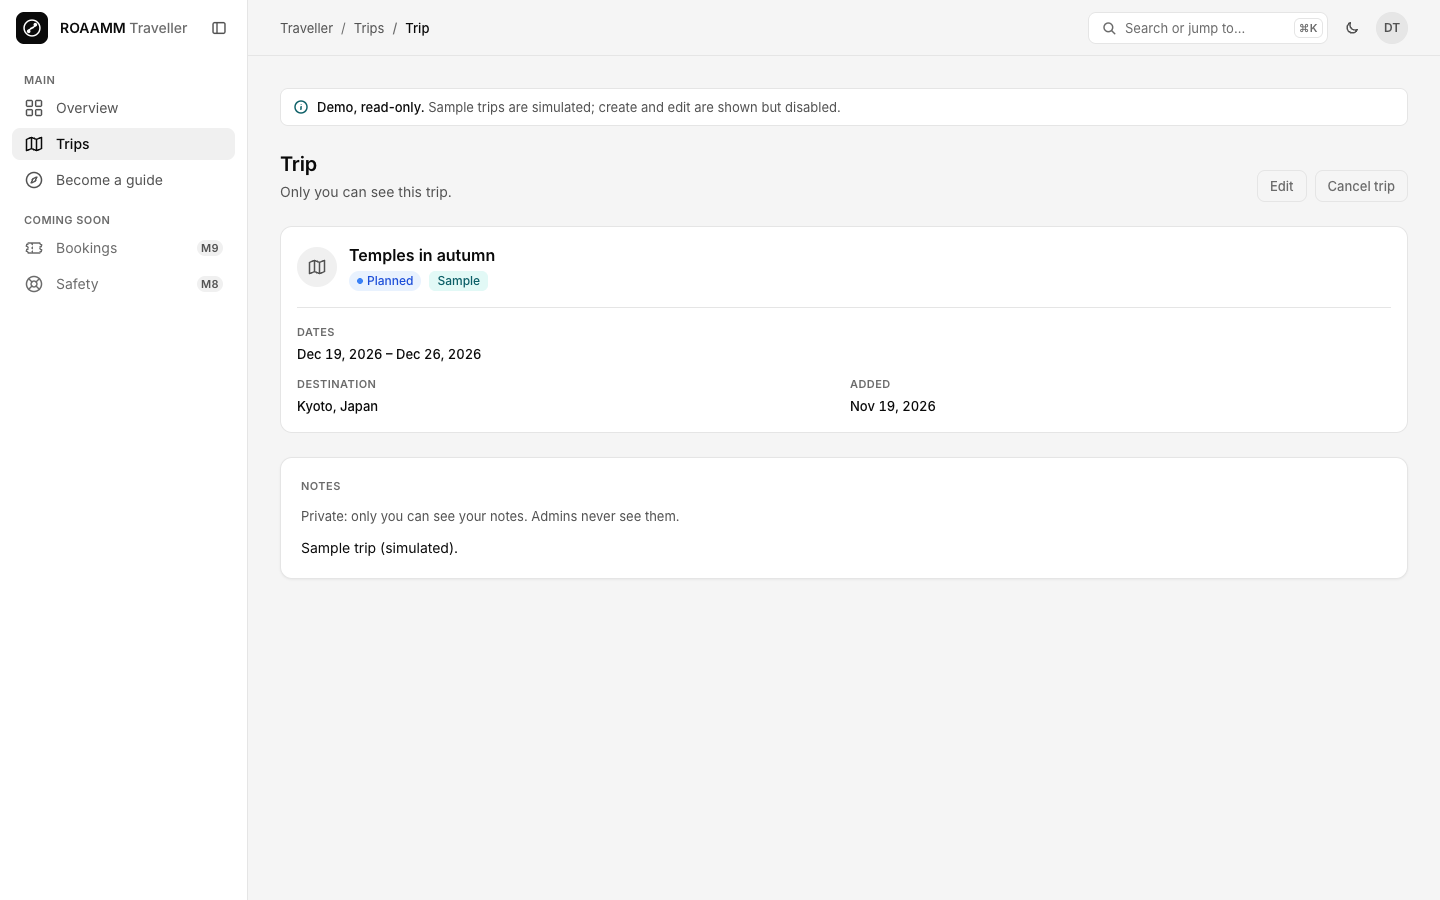 ROAAMM Traveller
MAIN
Overview
Trips
Become a guide
COMING SOON
Bookings M9
Safety M8
Traveller / Trips / Trip
Search or jump to... ⌘K
DT
Demo, read-only. Sample trips are simulated; create and edit are shown but disabled.
Trip
Only you can see this trip.
Edit
Cancel trip
Temples in autumn
Planned Sample
DATES
Dec 19, 2026 – Dec 26, 2026
DESTINATION
Kyoto, Japan
ADDED
Nov 19, 2026
NOTES
Private: only you can see your notes. Admins never see them.
Sample trip (simulated).